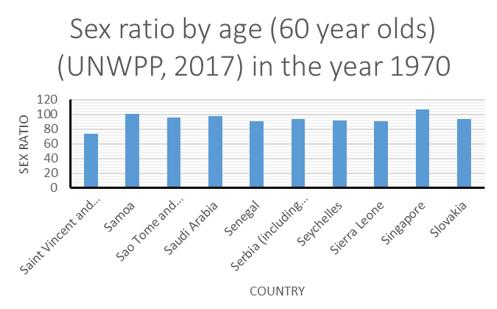 Sex ratio by age (60 year olds)
(UNWPP, 2017) in the year 1970
120
100
80
60
40
20
0
SEX RATIO
Saint Vincent and...
Samoa
Sao Tome and...
Saudi Arabia
Senegal
Serbia (including...
Seychelles
Sierra Leone
Singapore
Slovakia
COUNTRY